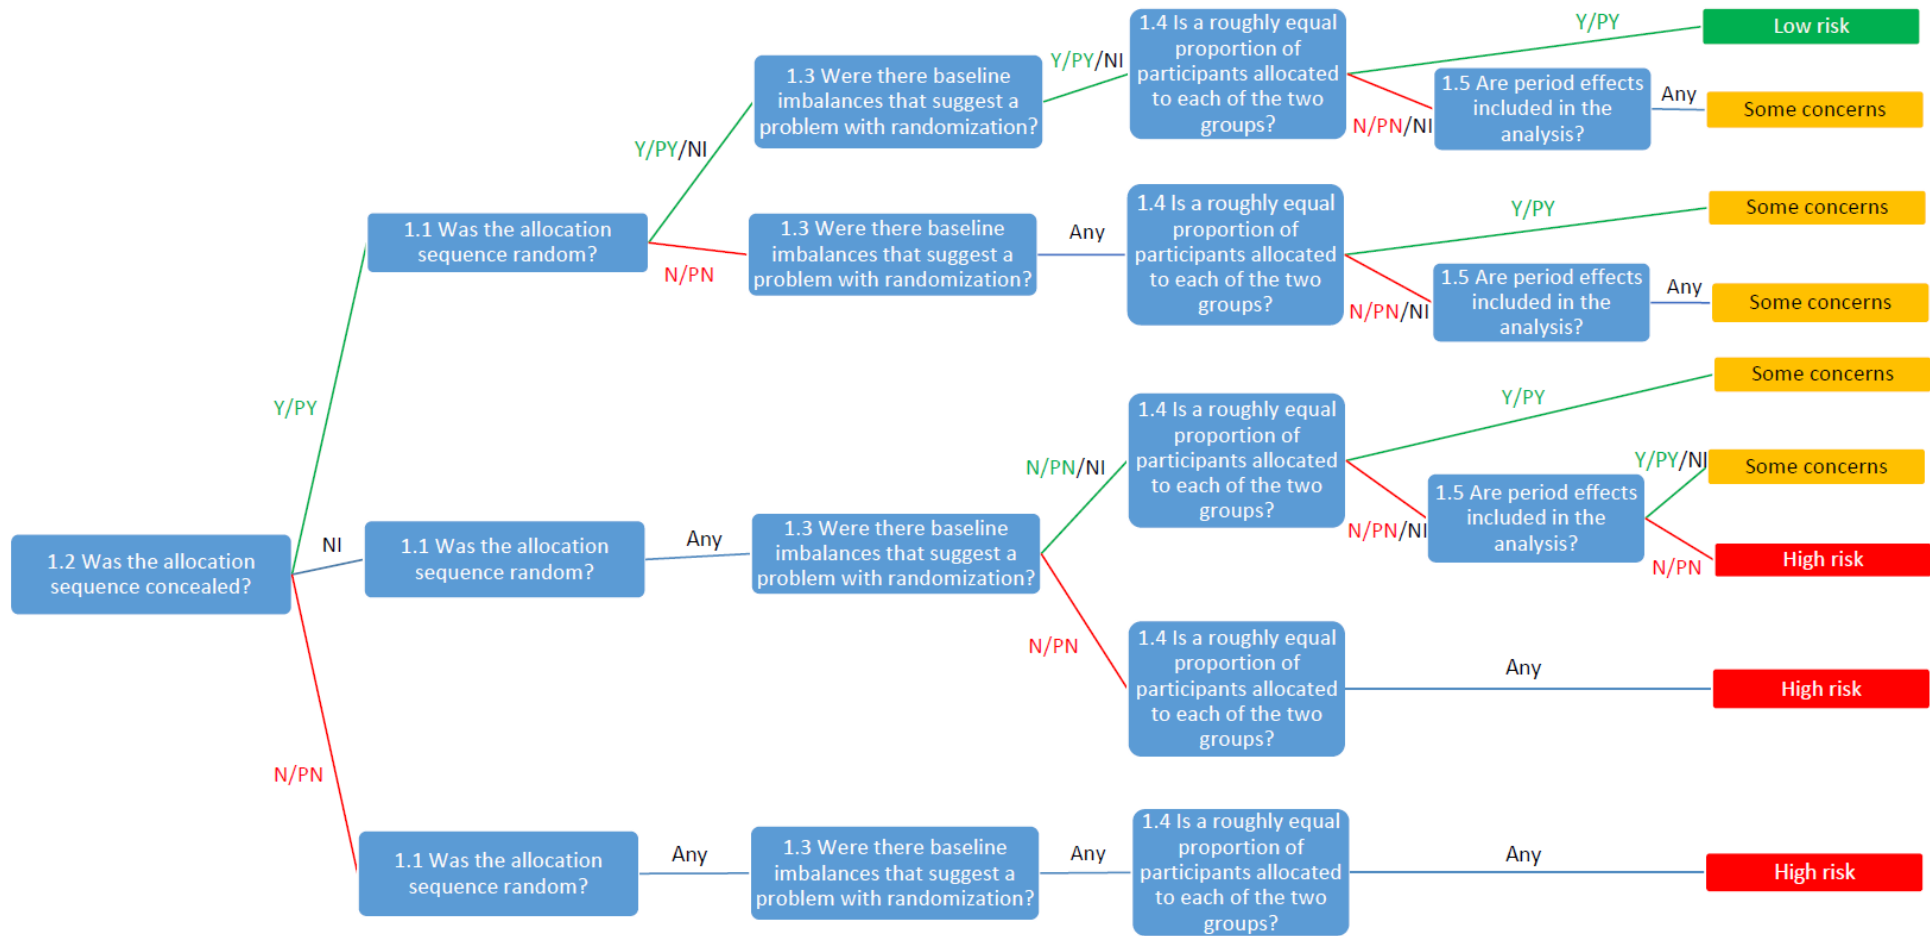 1.2 Was the allocation
sequence concealed?
Y/PY
NI
N/PN
1.1 Was the allocation
sequence random?
Y/PY/NI
N/PN
1.3 Were there baseline
imbalances that suggest a
problem with randomization?
Y/PY/NI
1.4 Is a roughly equal
proportion of
participants allocated
to each of the two
groups?
Y/PY
Low risk
N/PN/NI
1.5 Are period effects
included in the
analysis?
Any
Some concerns
1.3 Were there baseline
imbalances that suggest a
problem with randomization?
Any
1.4 Is a roughly equal
proportion of
participants allocated
to each of the two
groups?
Y/PY
Some concerns
N/PN/NI
1.5 Are period effects
included in the
analysis?
Any
Some concerns
1.1 Was the allocation
sequence random?
Any
1.3 Were there baseline
imbalances that suggest a
problem with randomization?
N/PN/NI
1.4 Is a roughly equal
proportion of
participants allocated
to each of the two
groups?
Y/PY
Some concerns
N/PN/NI
1.5 Are period effects
included in the
analysis?
Y/PY/NI
Some concerns
N/PN
High risk
N/PN
1.4 Is a roughly equal
proportion of
participants allocated
to each of the two
groups?
Any
High risk
1.1 Was the allocation
sequence random?
Any
1.3 Were there baseline
imbalances that suggest a
problem with randomization?
Any
1.4 Is a roughly equal
proportion of
participants allocated
to each of the two
groups?
Any
High risk